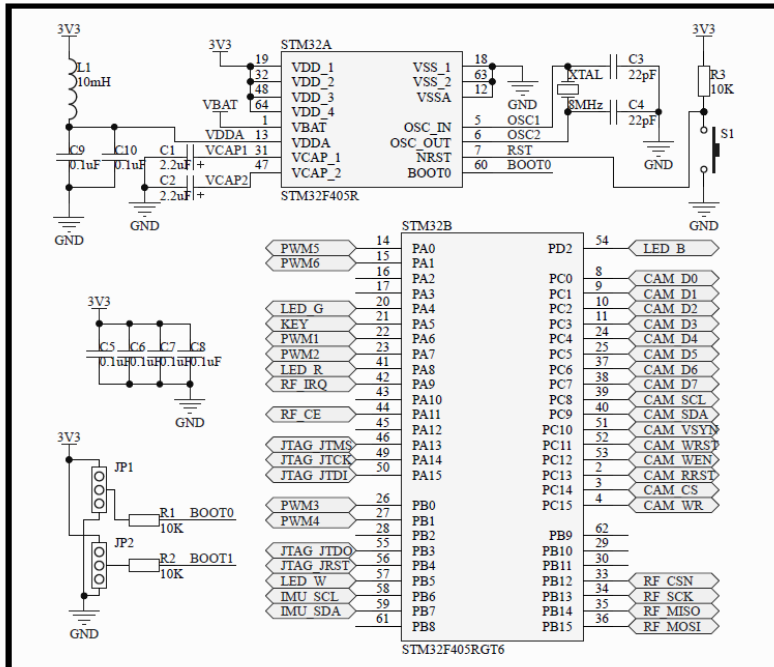 3V3
L1
10mH
C9
0.1uF
C10
0.1uF
GND
3V3
VBAT
VDDA
C1
2.2uF
+
VCAP1
C2
2.2uF
+
VCAP2
GND
STM32A
19 VDD_1 VSS_1 18
32 VDD_2 VSS_2 63
48 VDD_3 VSSA 12
64 VDD_4
1 VBAT OSC_IN 5 OSC1
13 VDDA OSC_OUT 6 OSC2
31 VCAP_1 NRST 7 RST
47 VCAP_2 BOOT0 60 BOOT0
STM32F405R
GND
XTAL
8MHz
C3
22pF
C4
22pF
GND
3V3
R3
10K
S1
GND
STM32B
PWM5 14 PA0 PD2 54 LED_B
PWM6 15 PA1
16 PA2 PC0 8 CAM_D0
17 PA3 PC1 9 CAM_D1
LED_G 20 PA4 PC2 10 CAM_D2
KEY 21 PA5 PC3 11 CAM_D3
PWM1 22 PA6 PC4 24 CAM_D4
PWM2 23 PA7 PC5 25 CAM_D5
LED_R 41 PA8 PC6 37 CAM_D6
RF_IRQ 42 PA9 PC7 38 CAM_D7
43 PA10 PC8 39 CAM_SCL
RF_CE 44 PA11 PC9 40 CAM_SDA
45 PA12 PC10 51 CAM_VSYN
JTAG_JTMS 46 PA13 PC11 52 CAM_WRST
JTAG_JTCK 49 PA14 PC12 53 CAM_WEN
JTAG_JTDI 50 PA15 PC13 2 CAM_RRST
PC14 3 CAM_CS
PWM3 26 PB0 PC15 4 CAM_WR
PWM4 27 PB1
28 PB2 PB9 62
JTAG_JTDO 55 PB3 PB10 29
JTAG_JRST 56 PB4 PB11 30
LED_W 57 PB5 PB12 33 RF_CSN
IMU_SCL 58 PB6 PB13 34 RF_SCK
IMU_SDA 59 PB7 PB14 35 RF_MISO
61 PB8 PB15 36 RF_MOSI
STM32F405RGT6
3V3
C5 C6 C7 C8
0.1uF 0.1uF 0.1uF 0.1uF
GND
3V3
JP1
R1 BOOT0
10K
JP2
R2 BOOT1
10K
GND